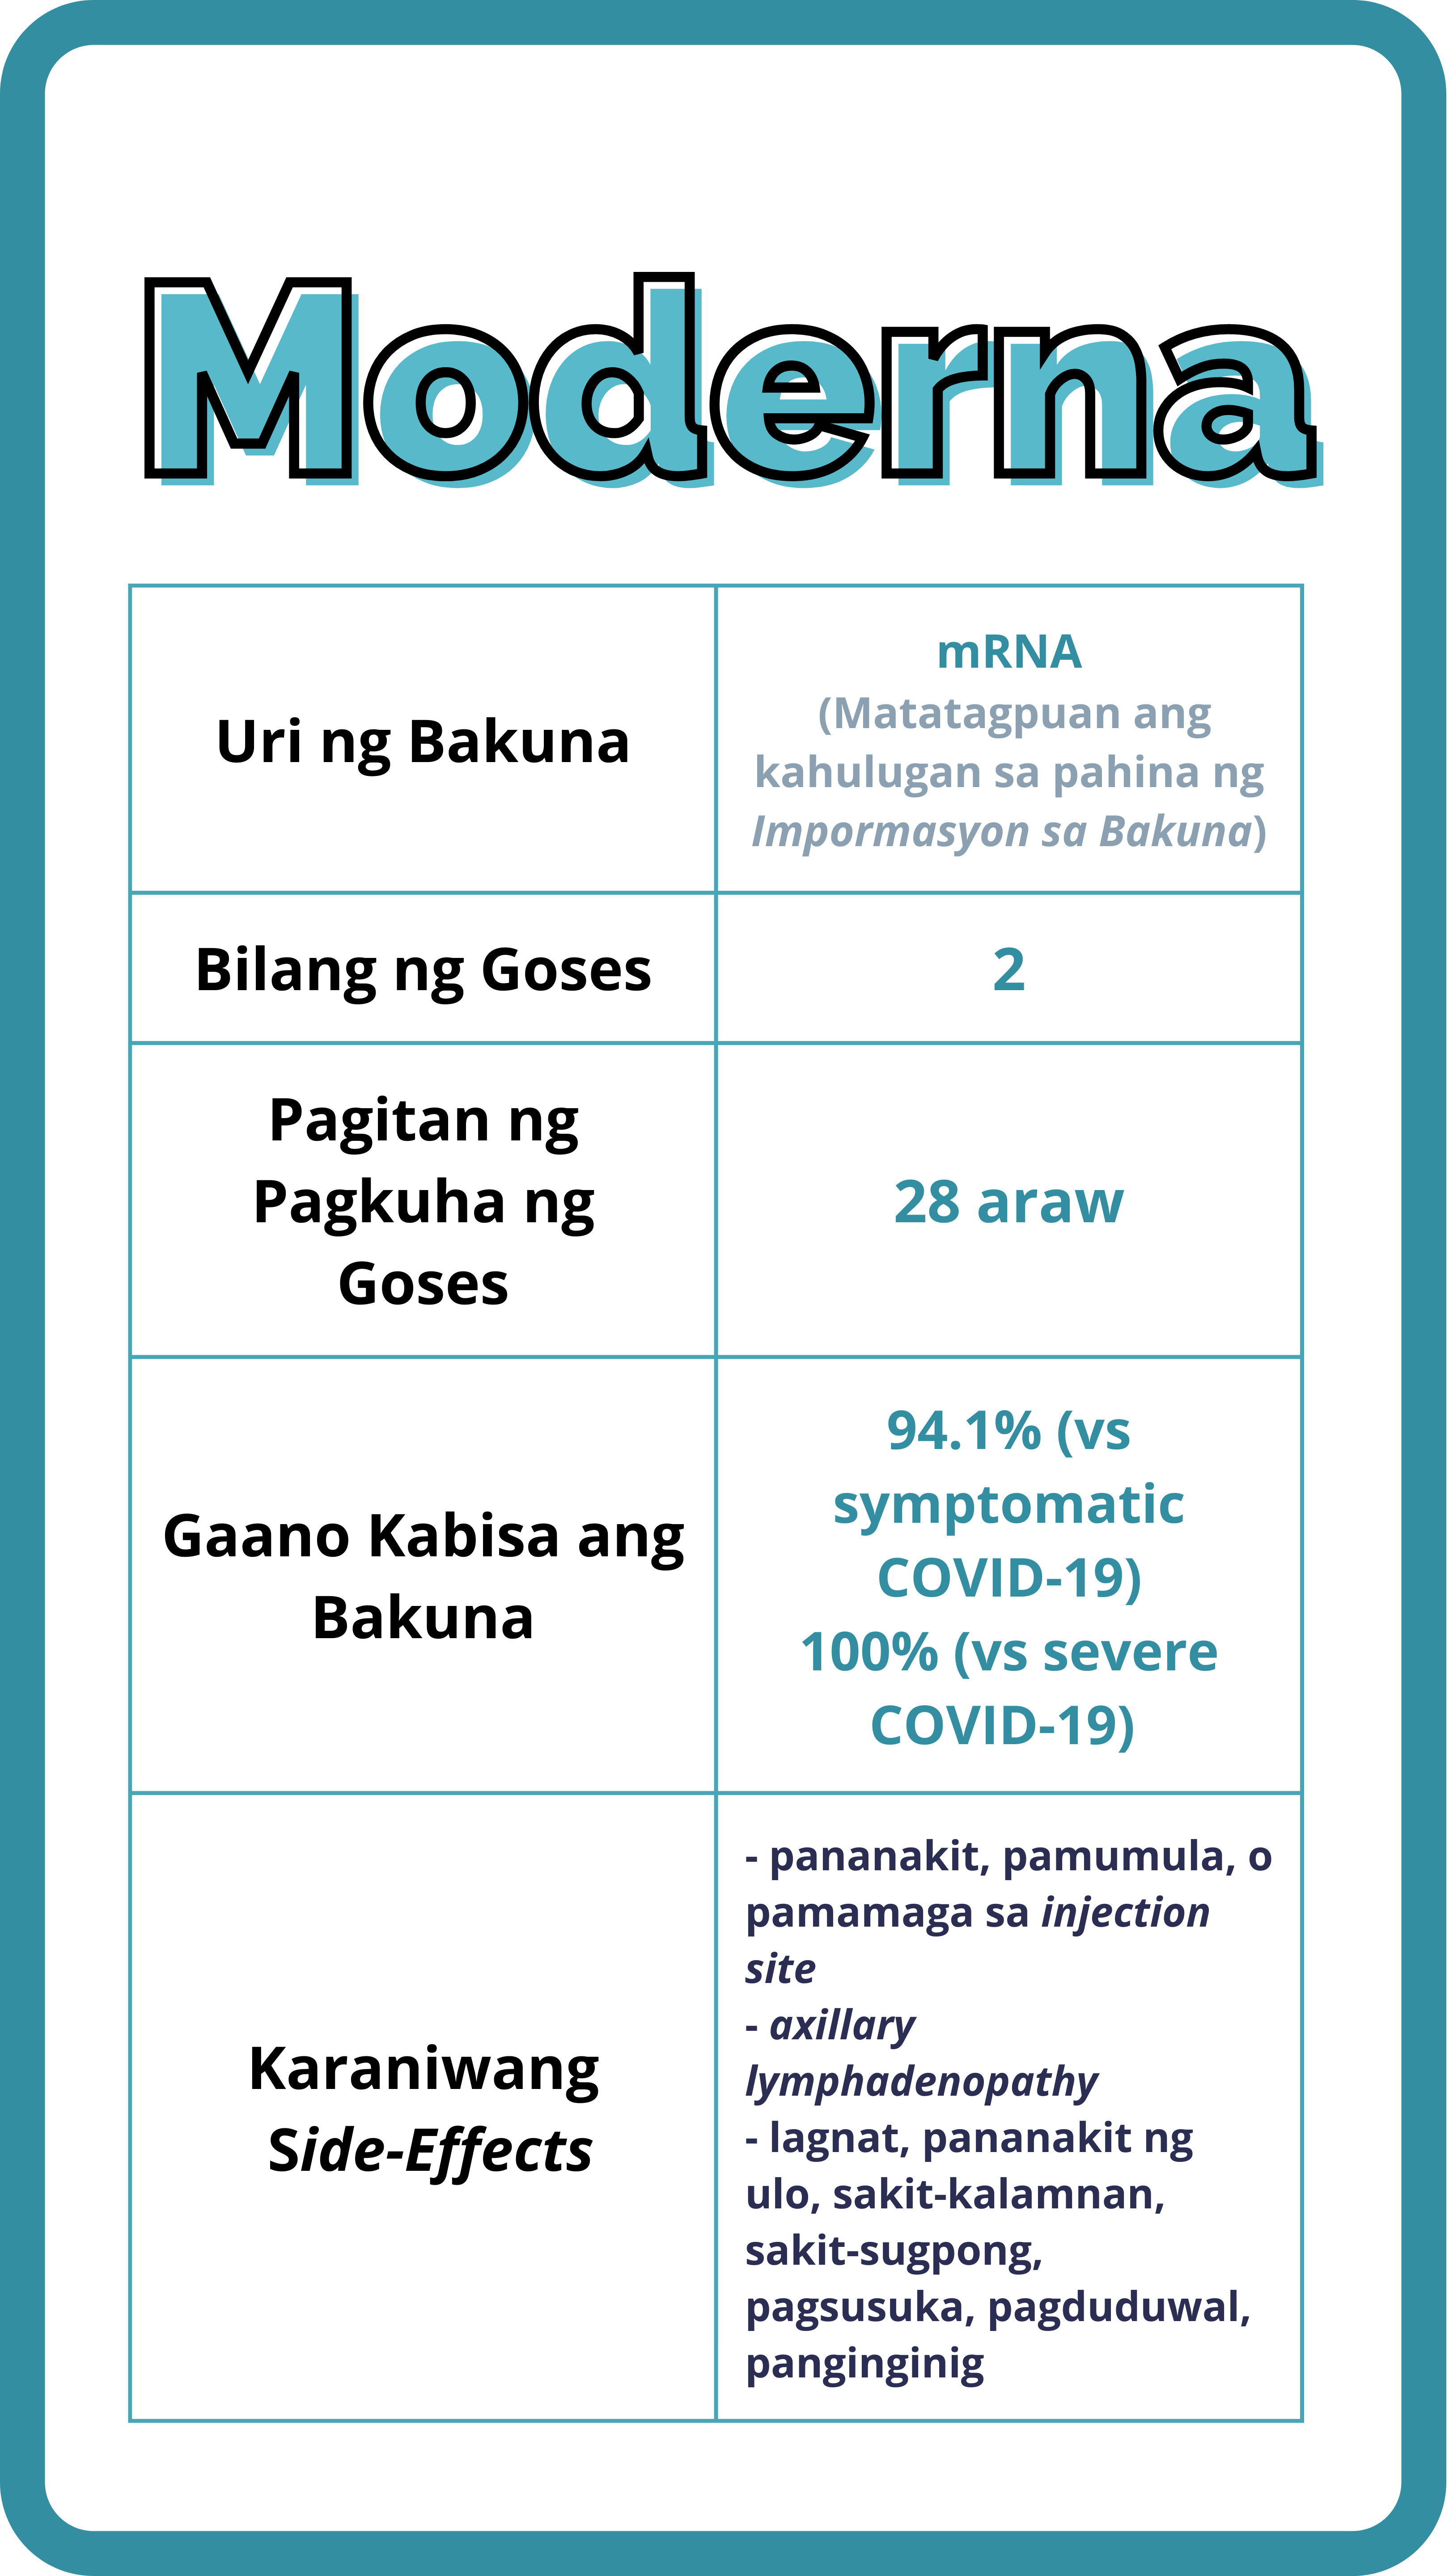 Moderna
Uri ng Bakuna
mRNA
(Matatagpuan ang
kahulugan sa pahina ng
Impormasyon sa Bakuna)
Bilang ng Goses
2
Pagitan ng
Pagkuha ng
Goses
28 araw
Gaano Kabisa ang
Bakuna
94.1% (vs
symptomatic
COVID-19)
100% (vs severe
COVID-19)
Karaniwang
Side-Effects
- pananakit, pamumula, o
pamamaga sa injection
site
- axillary
lymphadenopathy
- lagnat, pananakit ng
ulo, sakit-kalamnan,
sakit-sugpong,
pagsusuka, pagduduwal,
panginginig